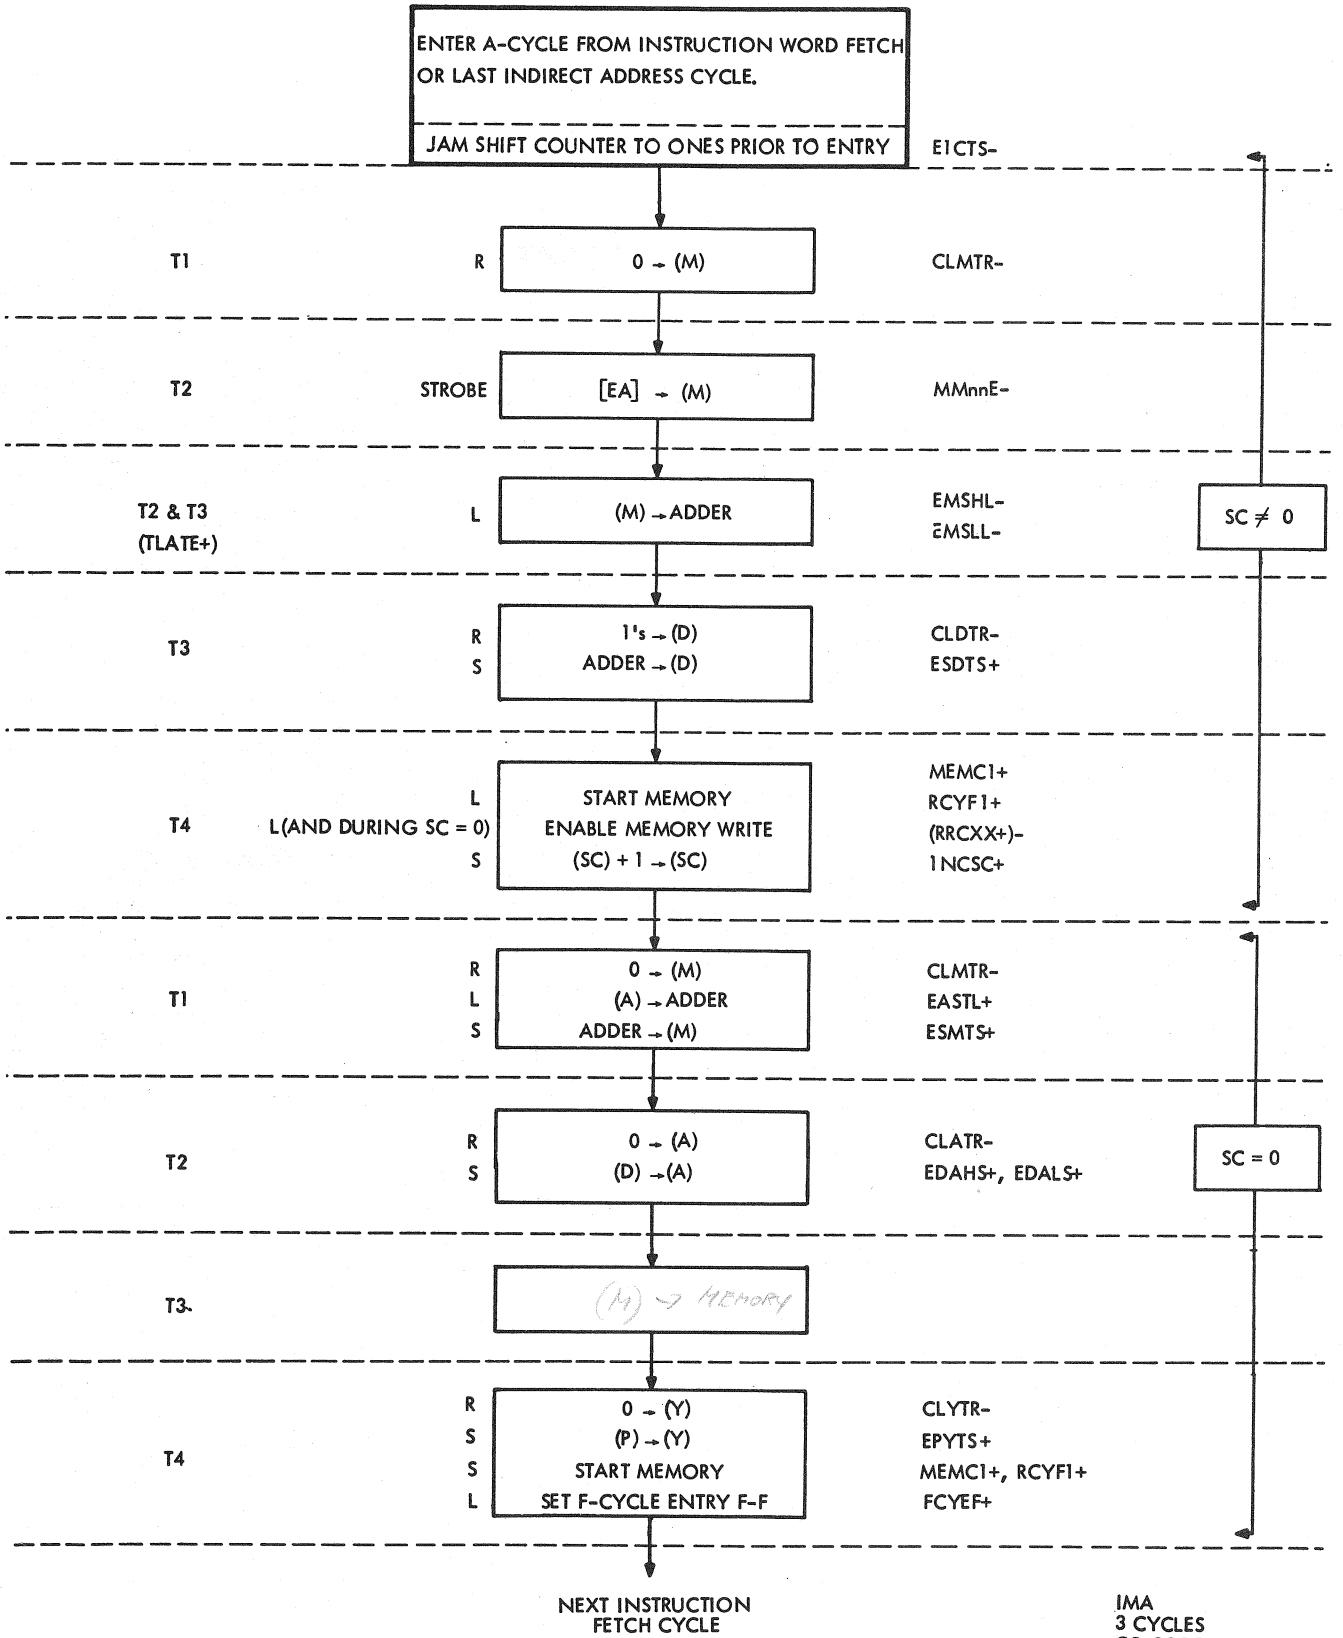 ENTER A-CYCLE FROM INSTRUCTION WORD FETCH
OR LAST INDIRECT ADDRESS CYCLE.
JAM SHIFT COUNTER TO ONES PRIOR TO ENTRY E1CTS-
T1 R 0 → (M) CLMTR-
T2 STROBE [EA] → (M) MMnnE-
T2 & T3 L (M) → ADDER EMSHL-
(TLATE+) EMSLL-
SC ≠ 0
T3 R 1's → (D) CLDTR-
S ADDER → (D) ESDTS+
MEMC1+
L START MEMORY RCYF1+
T4 L(AND DURING SC = 0) ENABLE MEMORY WRITE (RRCXX+)-
S (SC) + 1 → (SC) 1NCSC+
R 0 → (M) CLMTR-
T1 L (A) → ADDER EASTL+
S ADDER → (M) ESMTS+
T2 R 0 → (A) CLATR-
S (D) → (A) EDAHS+, EDALS+
SC = 0
T3 (M) → MEMORY
R 0 → (Y) CLYTR-
S (P) → (Y) EPYTS+
T4 S START MEMORY MEMC1+, RCYF1+
L SET F-CYCLE ENTRY F-F FCYEF+
NEXT INSTRUCTION
FETCH CYCLE
IMA
3 CYCLES